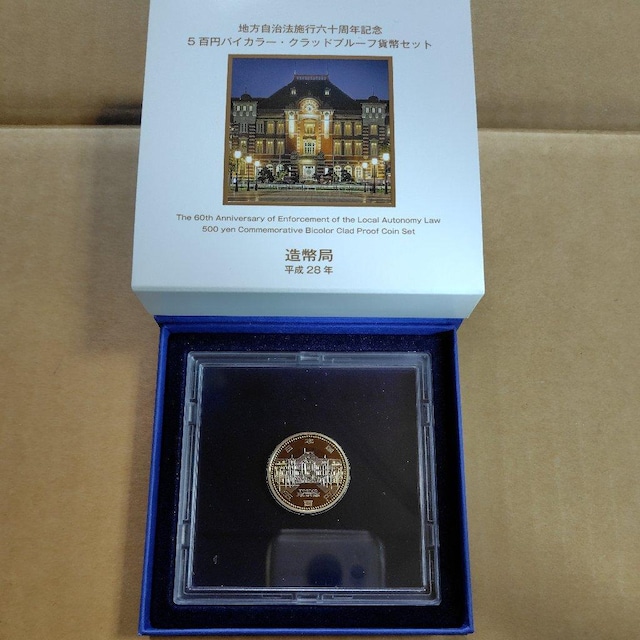 地方自治法施行六十周年記念
5百円バイカラー・クラッドプルーフ貨幣セット
The 60th Anniversary of Enforcement of the Local Autonomy Law
500 yen Commemorative Bicolor Clad Proof Coin Set
造幣局
平成28年